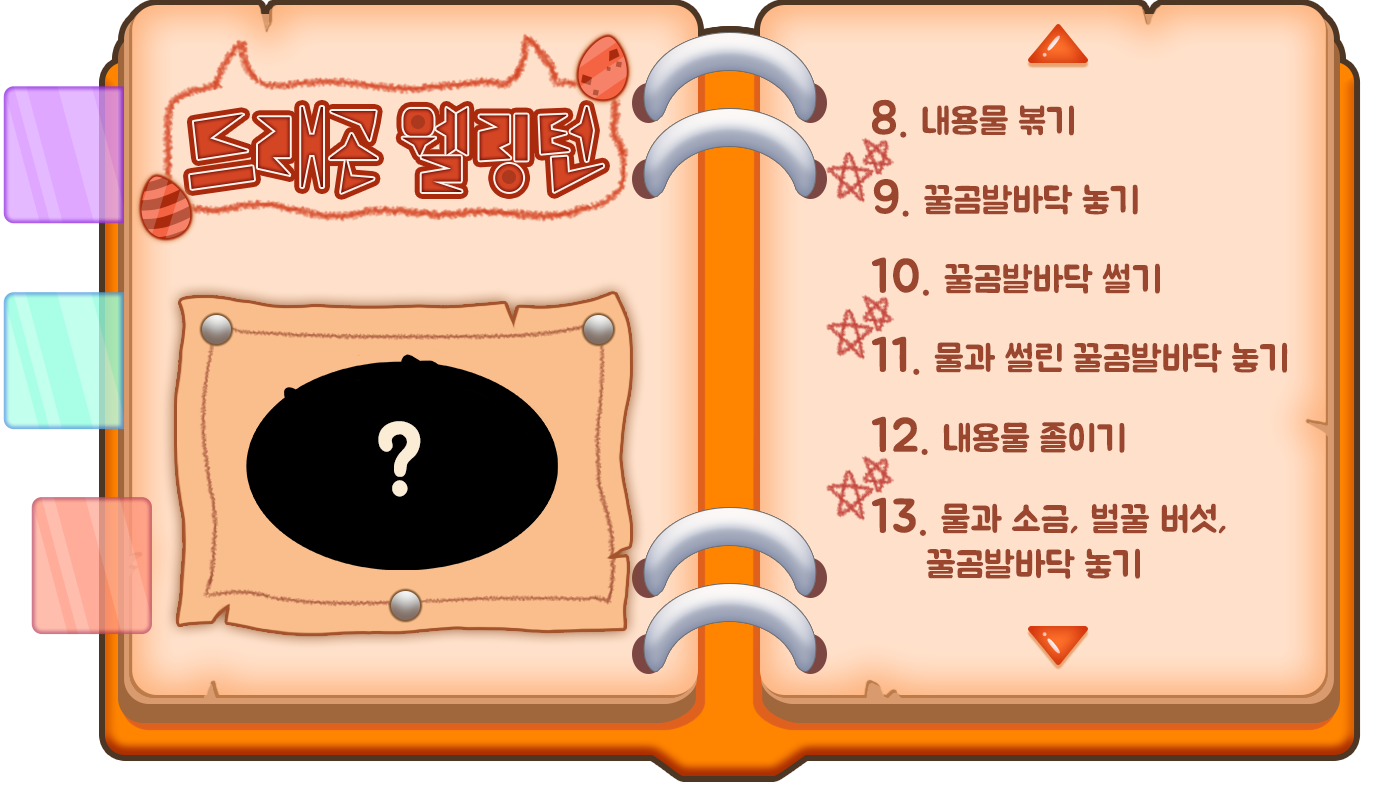 드래곤 웰링턴
?
8. 내용물 볶기
9. 꿀곰발바닥 놓기
10. 꿀곰발바닥 썰기
11. 물과 썰린 꿀곰발바닥 놓기
12. 내용물 졸이기
13. 물과 소금, 벌꿀 버섯,
꿀곰발바닥 놓기